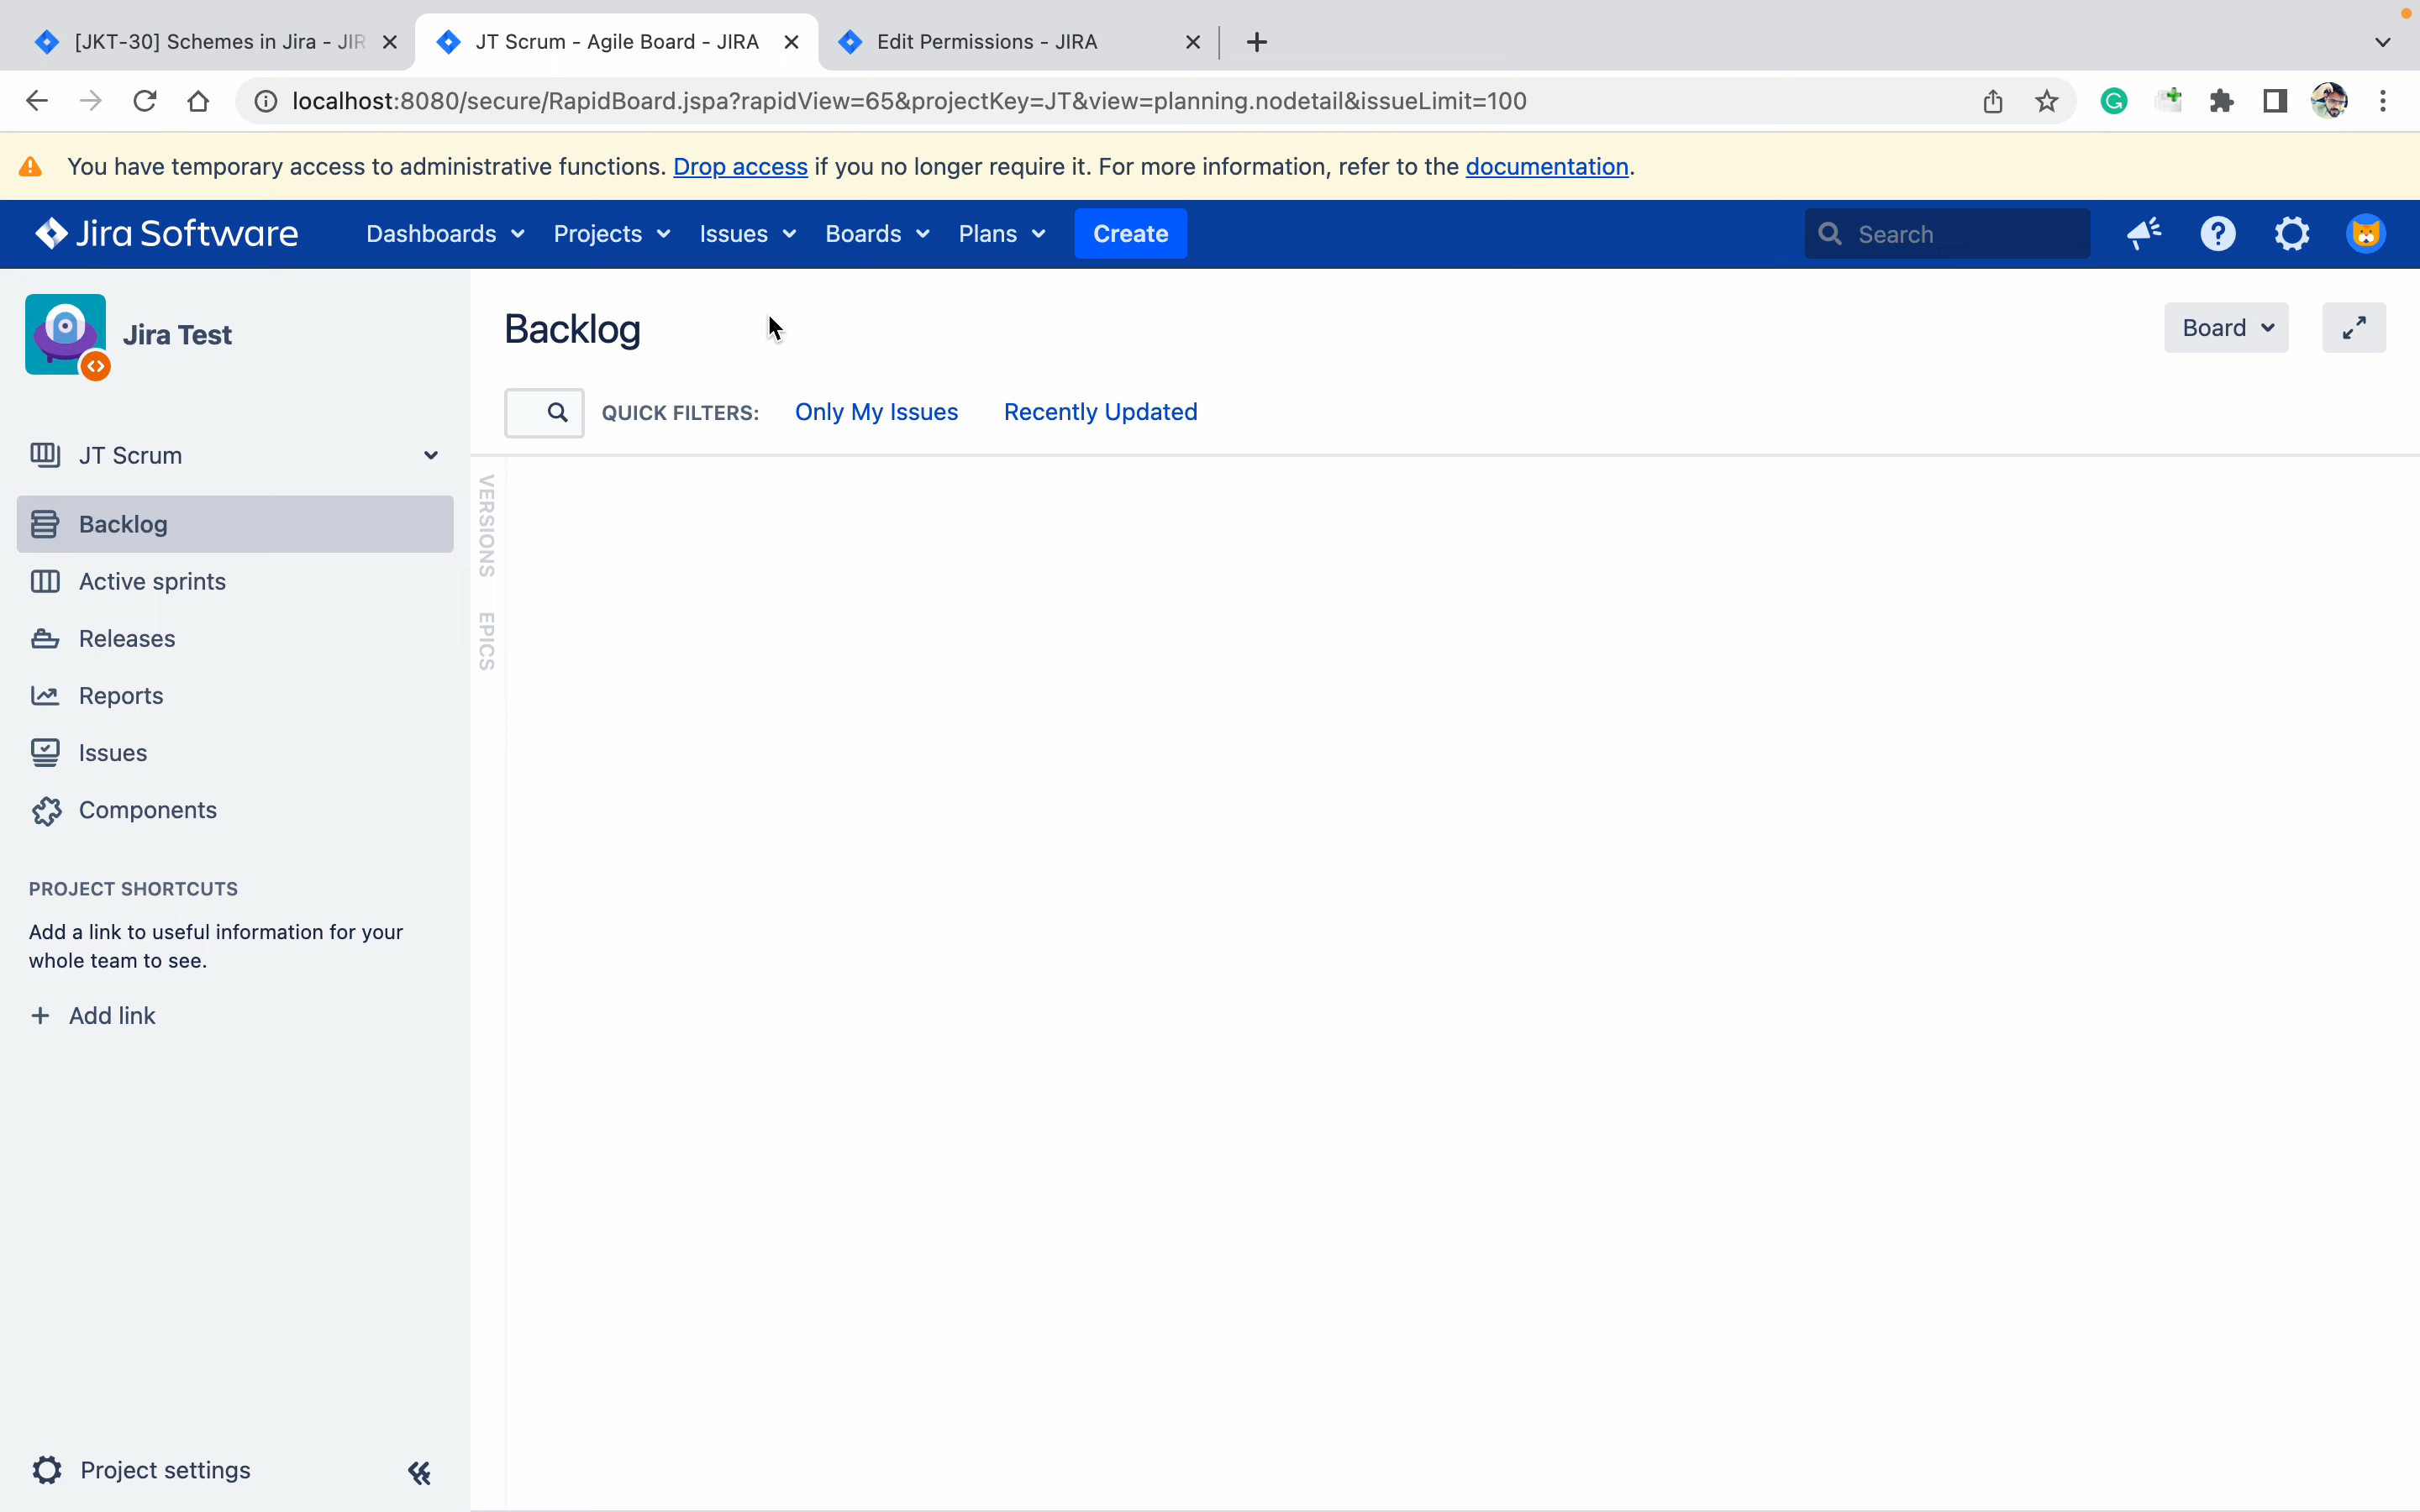 [JKT-30] Schemes in Jira - JIR
JT Scrum - Agile Board - JIRA
Edit Permissions - JIRA
localhost:8080/secure/RapidBoard.jspa?rapidView=65&projectKey=JT&view=planning.nodetail&issueLimit=100
You have temporary access to administrative functions. Drop access if you no longer require it. For more information, refer to the documentation.
Jira Software
Dashboards
Projects
Issues
Boards
Plans
Create
Search
Jira Test
JT Scrum
Backlog
Active sprints
Releases
Reports
Issues
Components
PROJECT SHORTCUTS
Add a link to useful information for your
whole team to see.
+ Add link
Project settings
Backlog
Board
QUICK FILTERS:
Only My Issues
Recently Updated
VERSIONS
EPICS